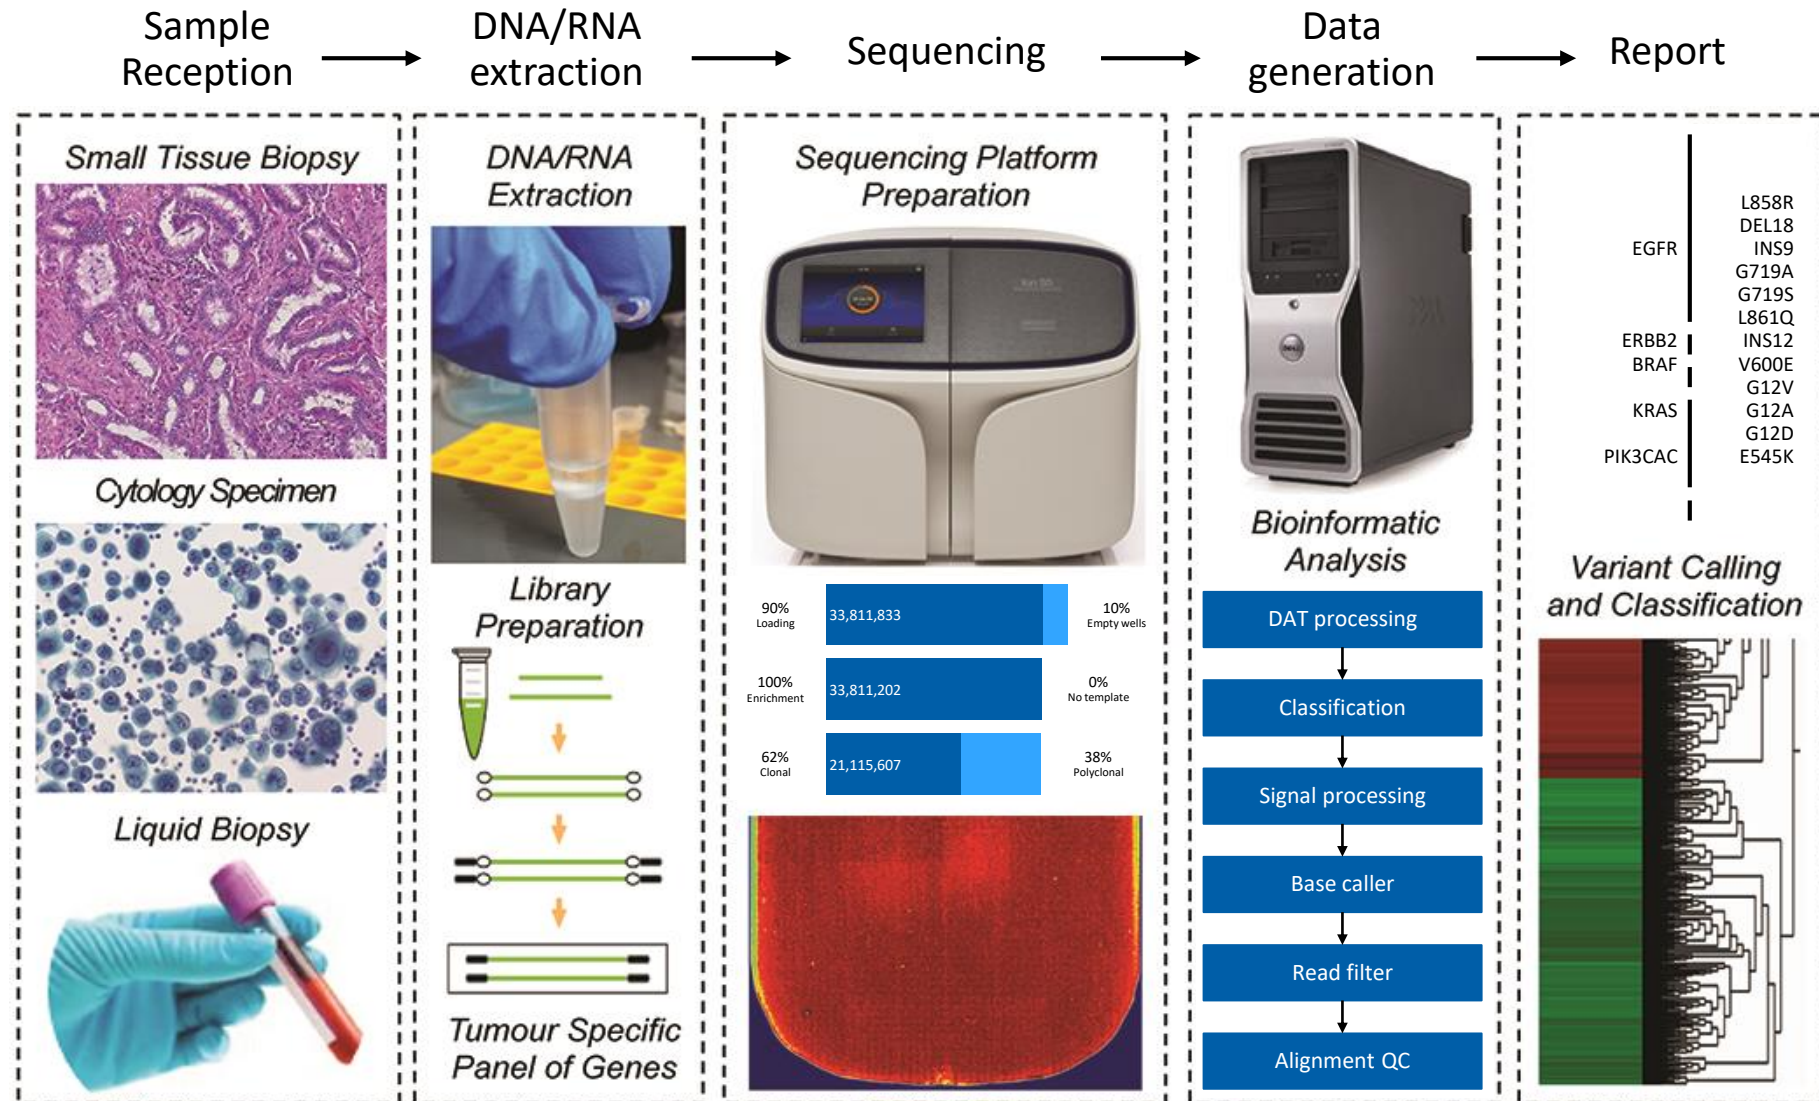 Sample
Reception
DNA/RNA
extraction
Sequencing
Data
generation
Report
Small Tissue Biopsy
Cytology Specimen
Liquid Biopsy
DNA/RNA
Extraction
Library
Preparation
Tumour Specific
Panel of Genes
Sequencing Platform
Preparation
90%
Loading
33,811,833
10%
Empty wells
100%
Enrichment
33,811,202
0%
No template
62%
Clonal
21,115,607
38%
Polyclonal
DELL
Bioinformatic
Analysis
DAT processing
Classification
Signal processing
Base caller
Read filter
Alignment QC
L858R
DEL18
EGFR INS9
G719A
G719S
L861Q
ERBB2 INS12
BRAF V600E
G12V
KRAS G12A
G12D
PIK3CAC E545K
Variant Calling
and Classification